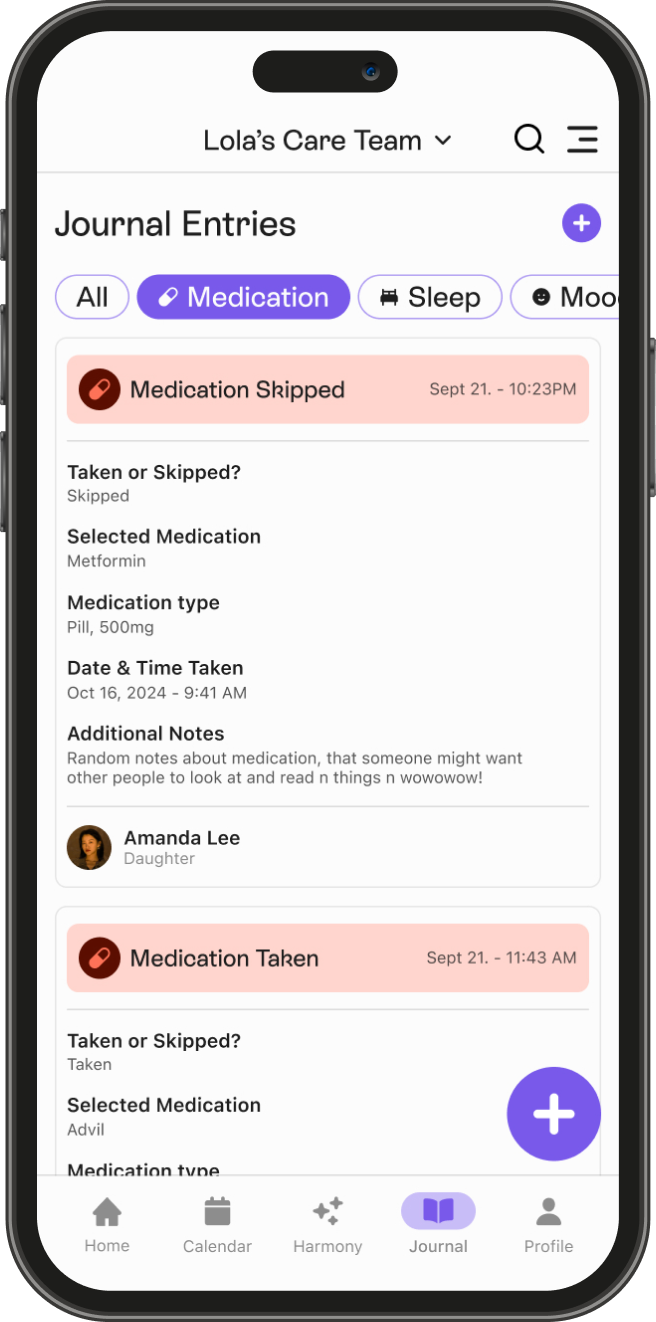 Lola's Care Team
Journal Entries
All
Medication
Sleep
Moo
Medication Skipped
Sept 21. - 10:23PM
Taken or Skipped?
Skipped
Selected Medication
Metformin
Medication type
Pill, 500mg
Date & Time Taken
Oct 16, 2024 - 9:41 AM
Additional Notes
Random notes about medication, that someone might want
other people to look at and read n things n wowowow!
Amanda Lee
Daughter
Medication Taken
Sept 21. - 11:43 AM
Taken or Skipped?
Taken
Selected Medication
Advil
Medication type
Home
Calendar
Harmony
Journal
Profile